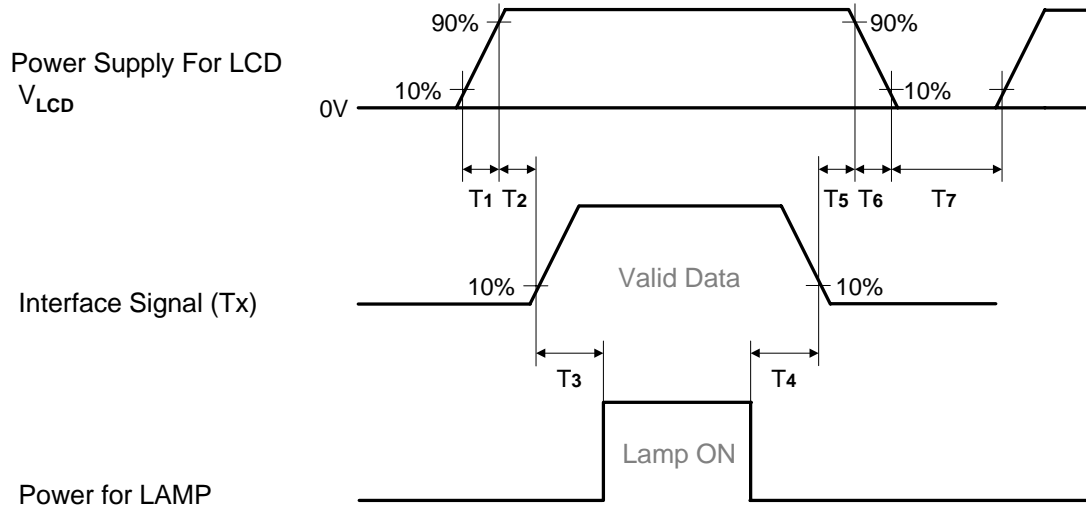 90%
90%
Power Supply For LCD
VLCD
10%
10%
0V
T1
T2
T5
T6
T7
Valid Data
10%
10%
Interface Signal (Tx)
T3
T4
Lamp ON
Power for LAMP